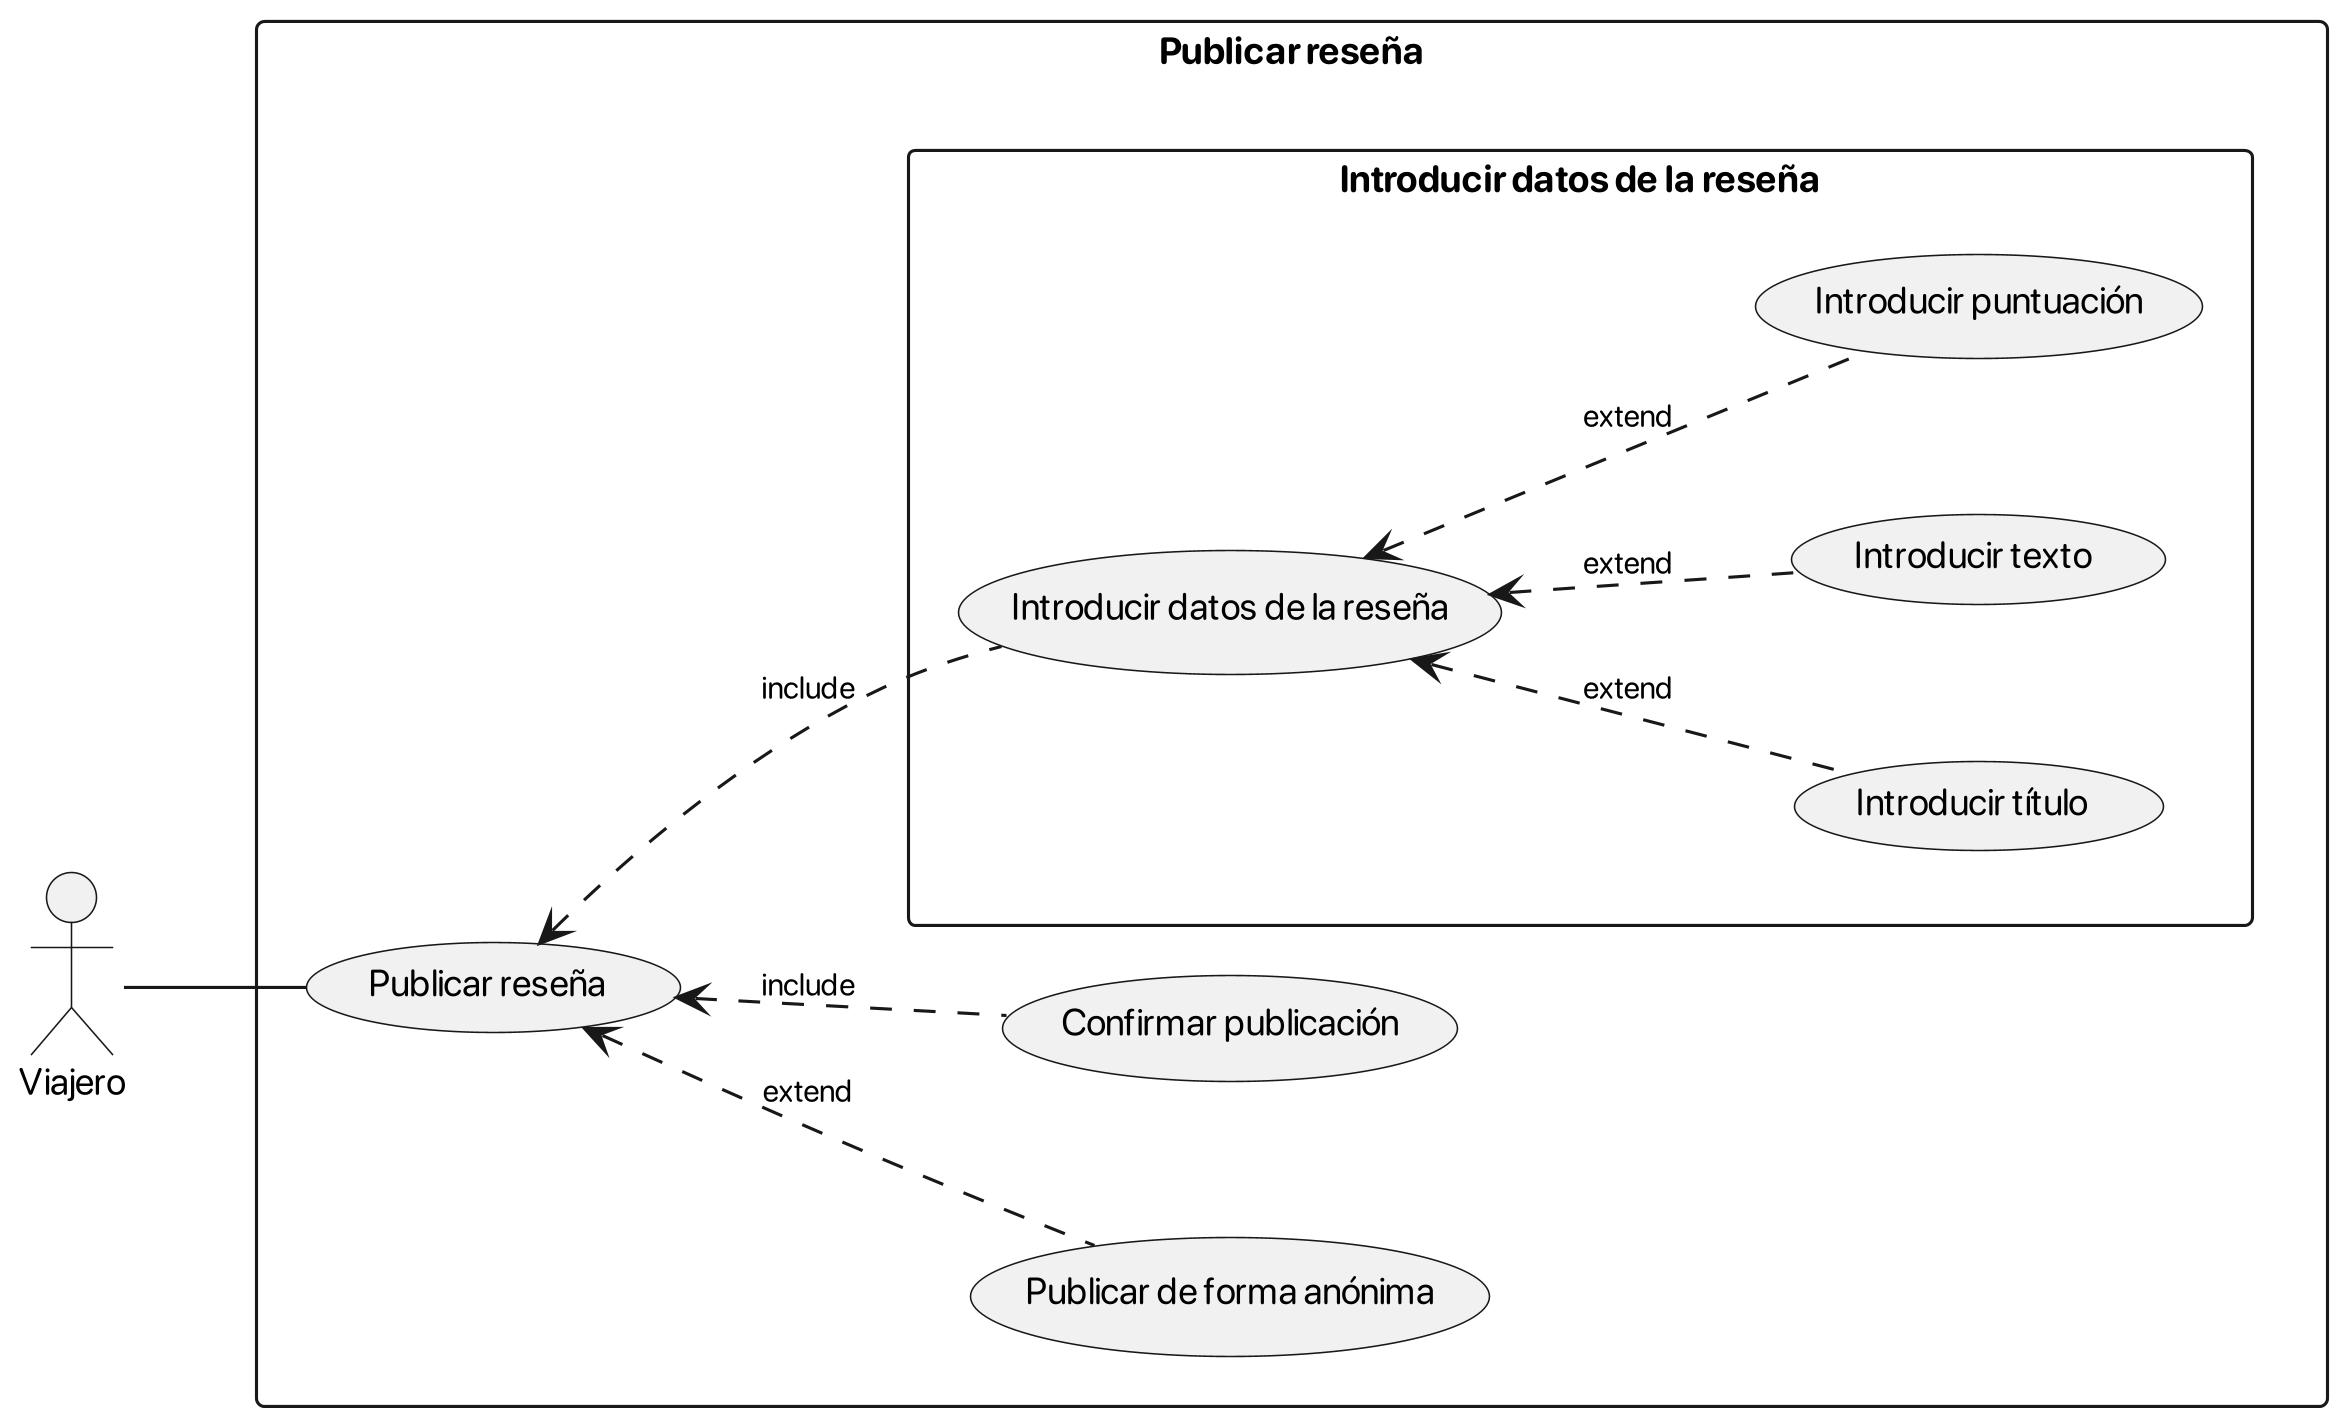 Publicar reseña
Introducir datos de la reseña
Introducir puntuación
extend
Introducir texto
extend
Introducir datos de la reseña
extend
include
Introducir título
Publicar reseña
include
Confirmar publicación
Viajero
extend
Publicar de forma anónima